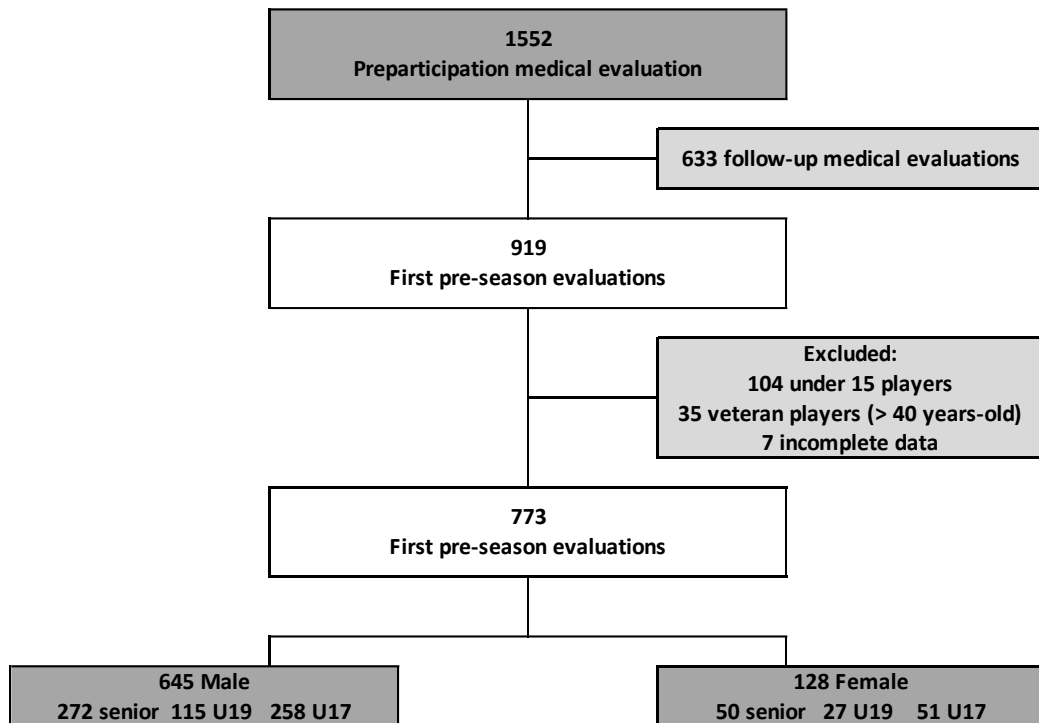 1552
Preparticipation medical evaluation
633 follow-up medical evaluations
919
First pre-season evaluations
Excluded:
104 under 15 players
35 veteran players (> 40 years-old)
7 incomplete data
773
First pre-season evaluations
645 Male
272 senior 115 U19 258 U17
128 Female
50 senior 27 U19 51 U17